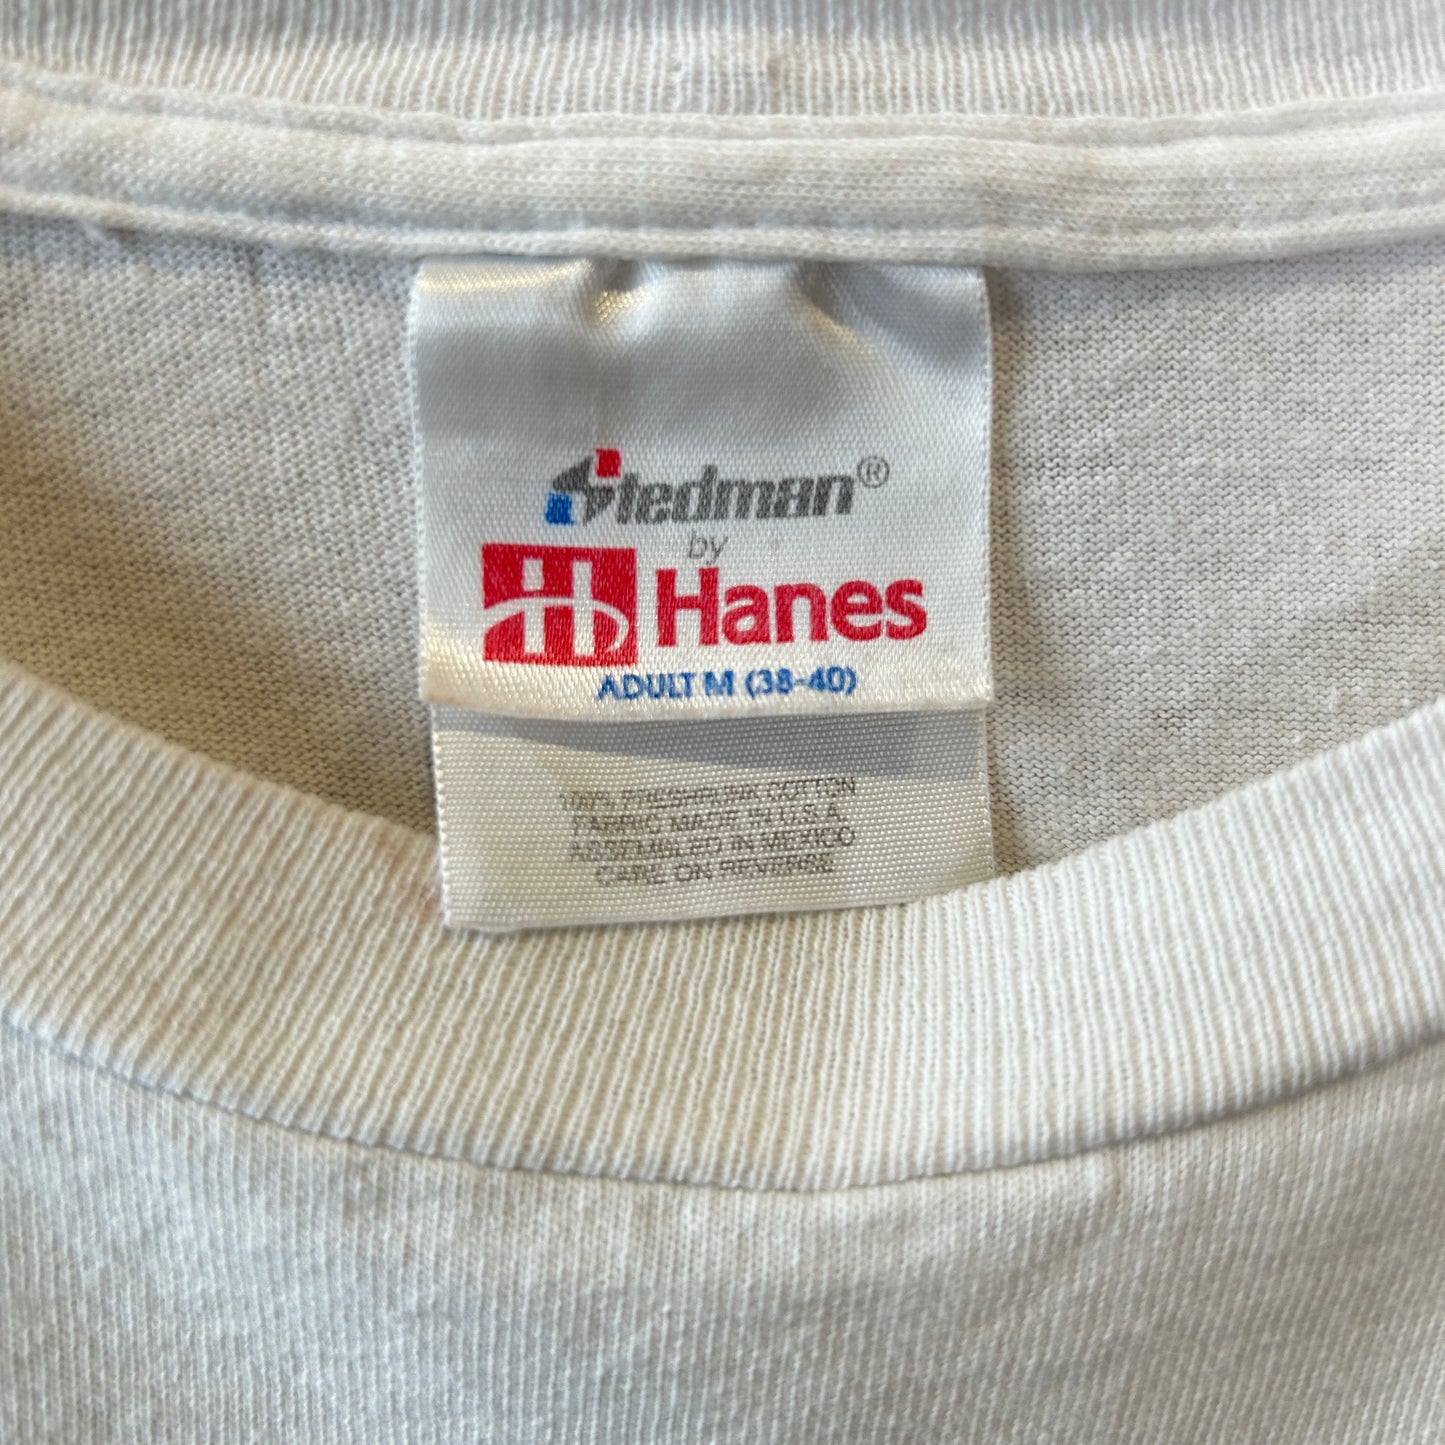 Stedman®
by
Hanes
ADULT M (38-40)
100% PRESHRUNK COTTON
FABRIC MADE IN U.S.A.
ASSEMBLED IN MEXICO
CARE ON REVERSE